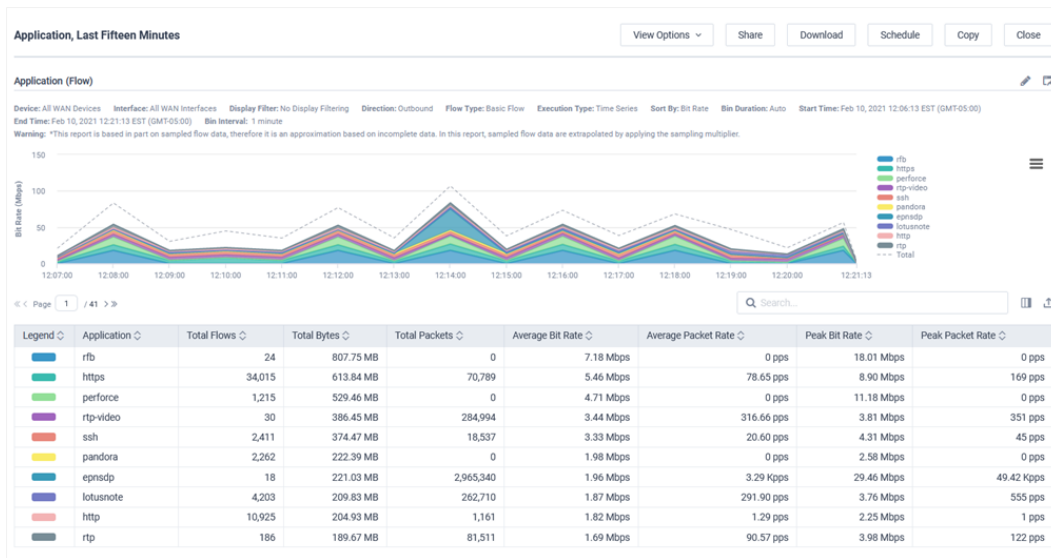 Application, Last Fifteen Minutes
View Options Share Download Schedule Copy Close
Application (Flow)
Device: All WAN Devices Interface: All WAN Interfaces Display Filter: No Display Filtering Direction: Outbound Flow Type: Basic Flow Execution Type: Time Series Sort By: Bit Rate Bin Duration: Auto Start Time: Feb 10, 2021 12:06:13 EST (GMT-05:00)
End Time: Feb 10, 2021 12:21:13 EST (GMT-05:00) Bin Interval: 1 minute
Warning: *This report is based in part on sampled flow data, therefore it is an approximation based on incomplete data. In this report, sampled flow data are extrapolated by applying the sampling multiplier.
Bit Rate (Mbps)
150
100
50
0
12:07:00 12:08:00 12:09:00 12:10:00 12:11:00 12:12:00 12:13:00 12:14:00 12:15:00 12:16:00 12:17:00 12:18:00 12:19:00 12:20:00 12:21:13
rfb
https
perforce
rtp-video
ssh
pandora
epnsdp
lotusnote
http
rtp
Total
Page 1 / 41 Search...
Legend Application Total Flows Total Bytes Total Packets Average Bit Rate Average Packet Rate Peak Bit Rate Peak Packet Rate
rfb 24 807.75 MB 0 7.18 Mbps 0 pps 18.01 Mbps 0 pps
https 34,015 613.84 MB 70,789 5.46 Mbps 78.65 pps 8.90 Mbps 169 pps
perforce 1,215 529.46 MB 0 4.71 Mbps 0 pps 11.18 Mbps 0 pps
rtp-video 30 386.45 MB 284,994 3.44 Mbps 316.66 pps 3.81 Mbps 351 pps
ssh 2,411 374.47 MB 18,537 3.33 Mbps 20.60 pps 4.31 Mbps 45 pps
pandora 2,262 222.39 MB 0 1.98 Mbps 0 pps 2.58 Mbps 0 pps
epnsdp 18 221.03 MB 2,965,340 1.96 Mbps 3.29 Kpps 29.46 Mbps 49.42 Kpps
lotusnote 4,203 209.83 MB 262,710 1.87 Mbps 291.90 pps 3.76 Mbps 555 pps
http 10,925 204.93 MB 1,161 1.82 Mbps 1.29 pps 2.25 Mbps 1 pps
rtp 186 189.67 MB 81,511 1.69 Mbps 90.57 pps 3.98 Mbps 122 pps